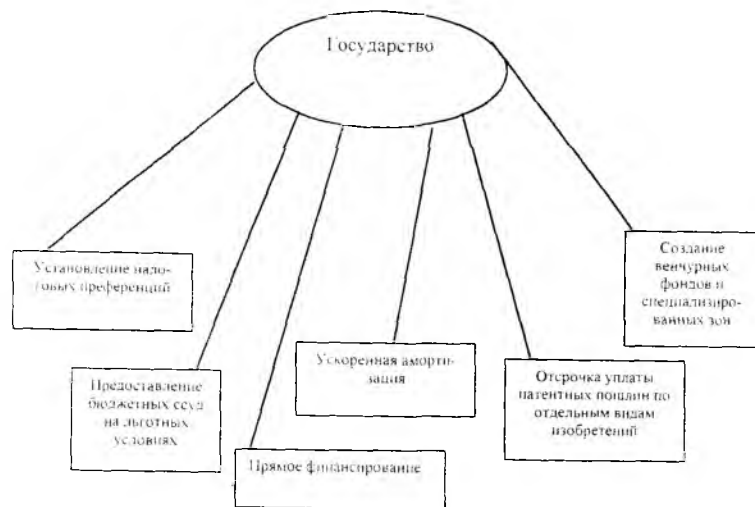 Государство
Установление нало-
говых преференций
Предоставление
бюджетных ссуд
на льготных
условиях
Прямое финансирование
Ускоренная аморти-
зация
Отсрочка уплаты
патентных пошлин по
отдельным видам
изобретений
Создание
венчурных
фондов и
специализиро-
ванных зон